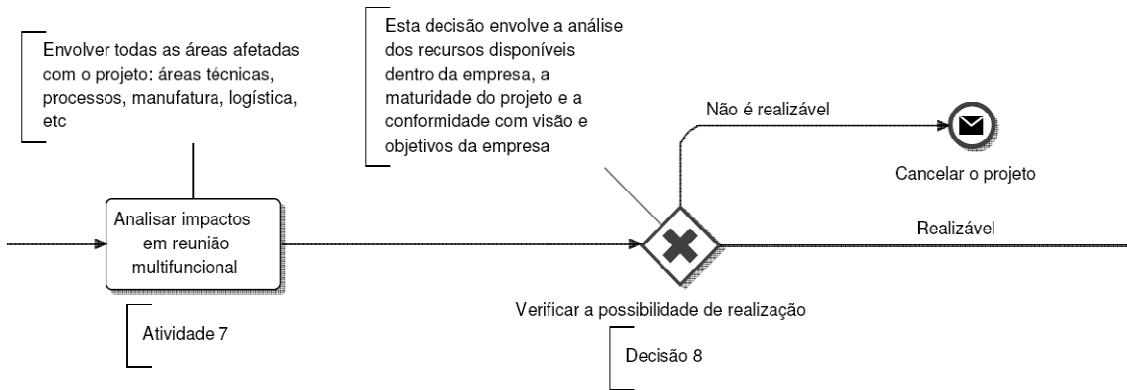 Envolver todas as áreas afetadas
com o projeto: áreas técnicas,
processos, manufatura, logística,
etc
Esta decisão envolve a análise
dos recursos disponíveis
dentro da empresa, a
maturidade do projeto e a
conformidade com visão e
objetivos da empresa
Não é realizável
Cancelar o projeto
Analisar impactos
em reunião
multifuncional
Realizável
Verificar a possibilidade de realização
Atividade 7
Decisão 8